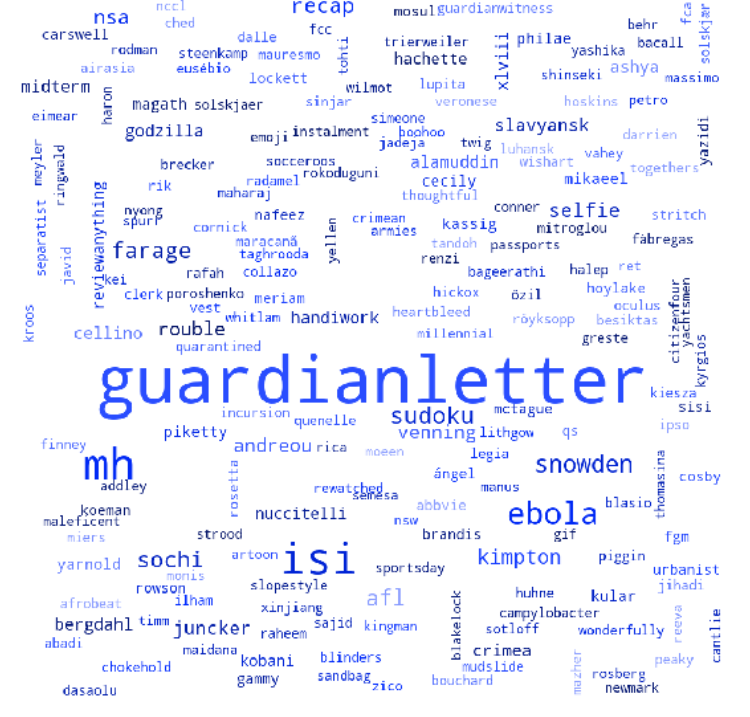 nccl
recap
mosul
guardianwitness
fca
solskjær
nsa
ched
fcc
behr
carswell
dalle
tohti
trierweiler
xlviii
philae
bacall
rodman
steenkamp
mauresmo
hachette
yashika
airasia
eusébio
lockett
shinseki
ashya
massimo
midterm
haron
wilmot
lupita
magath
solskjaer
sinjar
veronese
hoskins
petro
eimear
simeone
godzilla
emoji
instalment
boohoo
slavyansk
darrien
yazidi
jadeja
twig
luhansk
vahey
meyler
ringwald
brecker
socceroos
alamuddin
wishart
togethers
rik
radamel
rokoduguni
cecily
mikaeel
maharaj
thoughtful
separatist
reviewanything
nyong
spurr
nafeez
crimean
conner
selfie
stritch
cornick
armies
kassig
mitroglou
javid
farage
maracanã
yellen
tandoh
passports
fàbregas
taghrooda
renzi
kei
rafah
collazo
bageerathi
halep
ret
clerk
poroshenko
meriam
hickox
özil
hoylake
citizenfour
yachtsmen
kroos
vest
heartbleed
oculus
cellino
rouble
whitlam
handiwork
röyksopp
besiktas
millennial
greste
kyrgios
quarantined
guardianletter
kiesza
incursion
sudoku
mctague
sisi
piketty
quenelle
venning
lithgow
qs
ipso
finney
andreou
rica
moeen
legia
mh
rosetta
ángel
snowden
thomasina
cosby
addley
rewatched
manus
semesa
koeman
abbvie
ebola
blasio
maleficent
nuccitelli
nsw
miers
strood
brandis
gif
fgm
yarnold
sochi
artoon
isi
sportsday
kimpton
piggin
urbanist
monis
jihadi
rowson
slopestyle
afrobeat
ilham
xinjiang
afl
huhne
kular
reeva
cantlie
bergdahl
timm
juncker
raheem
sajid
kingman
blakelock
campylobacter
sotloff
wonderfully
abadi
maidana
kobani
blinders
crimea
chokehold
mudslide
peaky
gammy
sandbag
zico
bouchard
mazher
rosberg
dasaolu
newmark